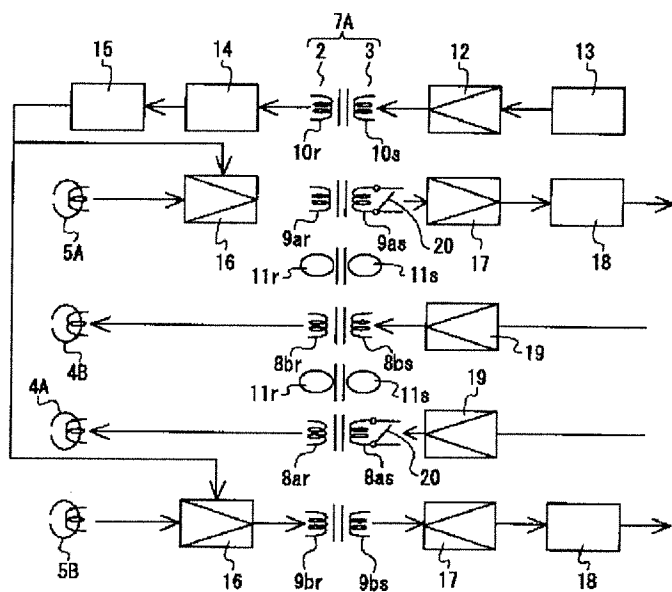 7A
15 14 2 3 12 13
10r 10s
5A 16 9ar 9as 20 17 18
11r 11s
4B 8br 8bs 19
11r 11s 19
4A 8ar 8as 20
5B 16 9br 9bs 17 18